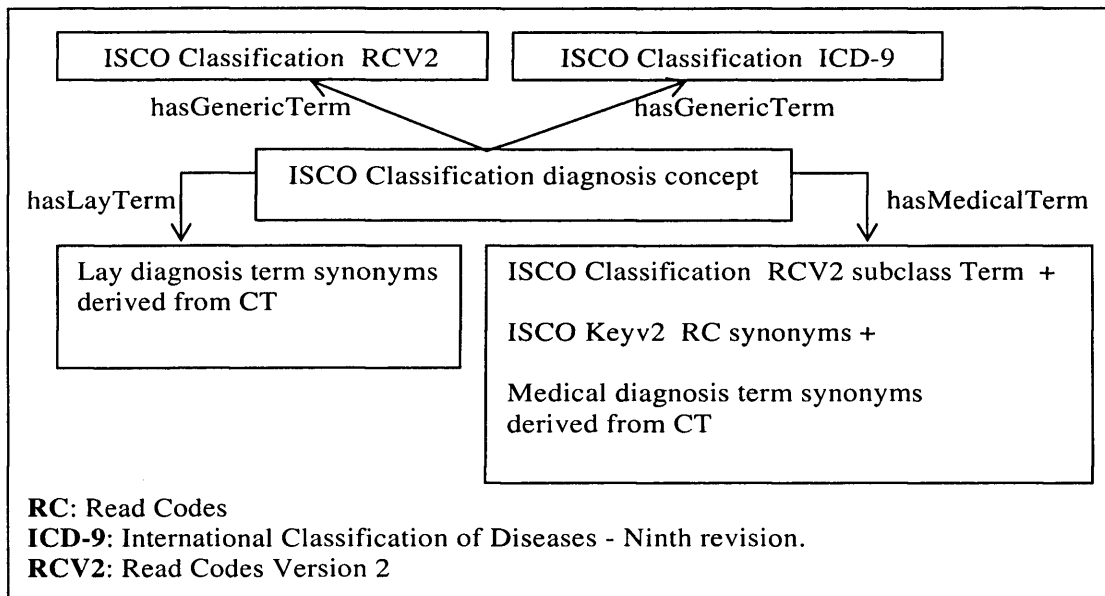 ISCO Classification RCV2
ISCO Classification ICD-9
hasGenericTerm
hasGenericTerm
ISCO Classification diagnosis concept
hasLayTerm
hasMedicalTerm
Lay diagnosis term synonyms
derived from CT
ISCO Classification RCV2 subclass Term +
ISCO Keyv2 RC synonyms +
Medical diagnosis term synonyms
derived from CT
RC: Read Codes
ICD-9: International Classification of Diseases - Ninth revision.
RCV2: Read Codes Version 2